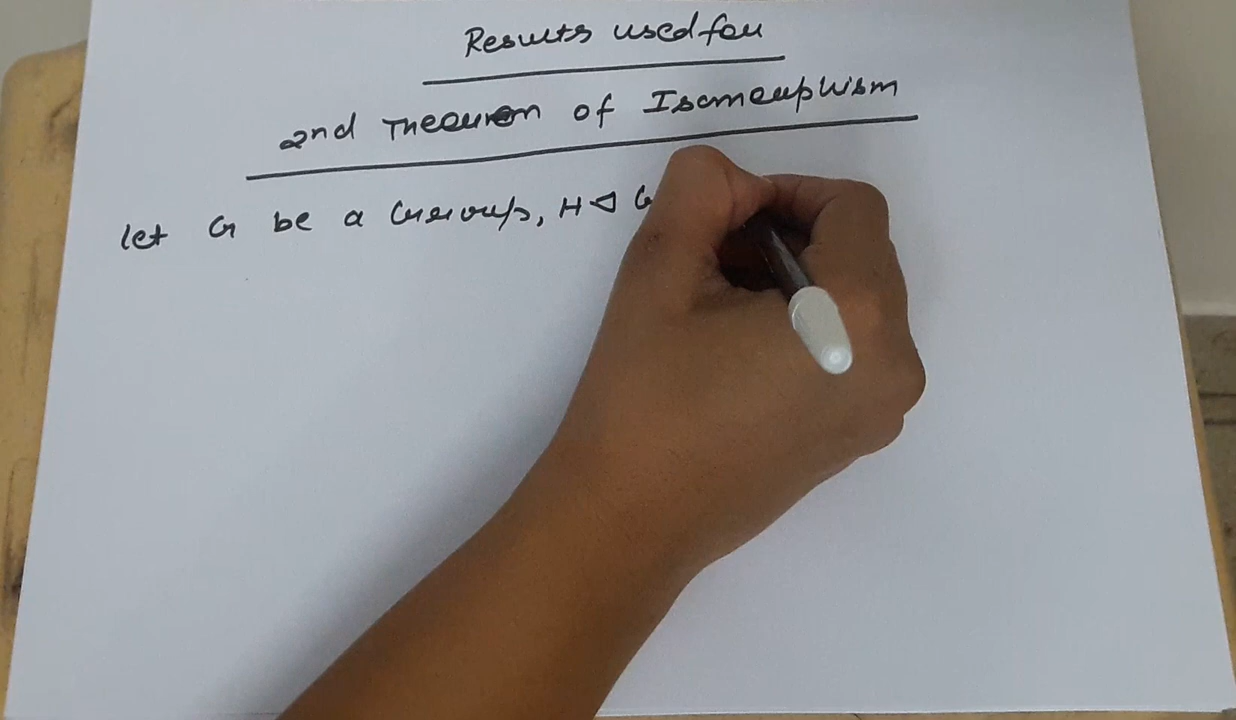 Results used for
2nd Theorem of Isomorphism
let G be a Group, H ⊲ G